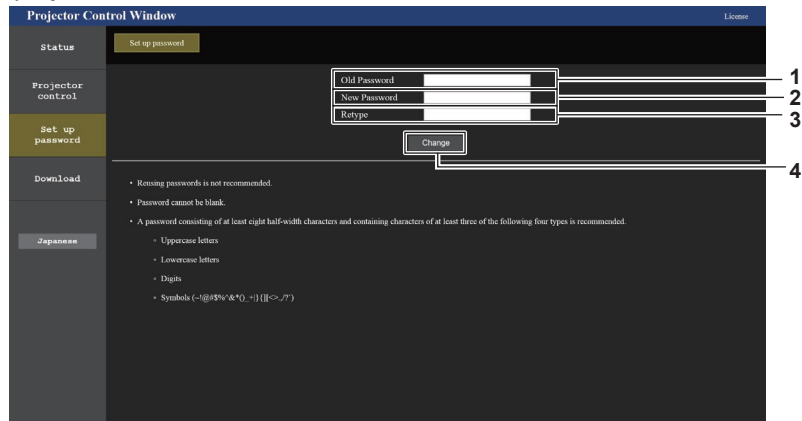 Projector Control Window
License
Status
Set up password
Projector
control
Old Password
1
New Password
2
Retype
3
Set up
password
Change
4
Download
• Reusing passwords is not recommended.
• Password cannot be blank.
• A password consisting of at least eight half-width characters and containing characters of at least three of the following four types is recommended.
Japanese
Uppercase letters
Lowercase letters
Digits
Symbols (~!@#$%^&*()_+|}{][<>./?`)